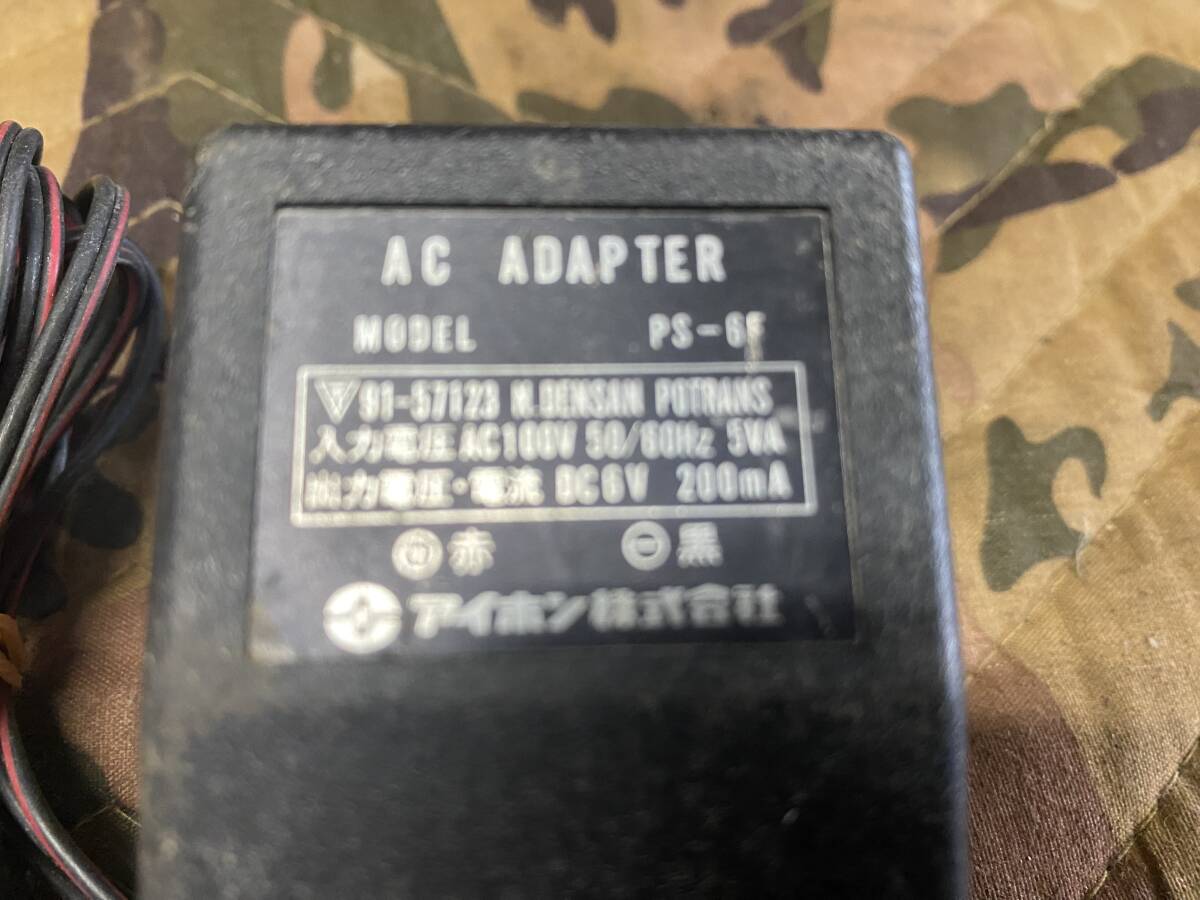 AC ADAPTER
MODEL PS-6F
91-57123 N.DENSAN POTRANS
入力電圧 AC100V 50/60Hz 5VA
出力電圧・電流 DC6V 200mA
⊕赤 ⊖黒
アイホン株式会社